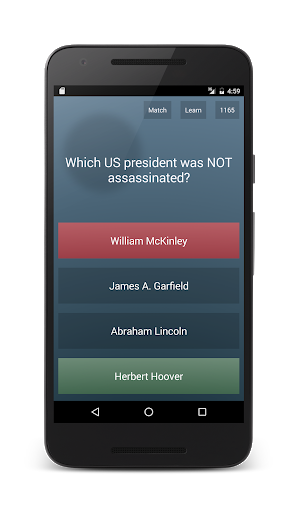 4:59
Match Learn 1165
Which US president was NOT
assassinated?
William McKinley
James A. Garfield
Abraham Lincoln
Herbert Hoover